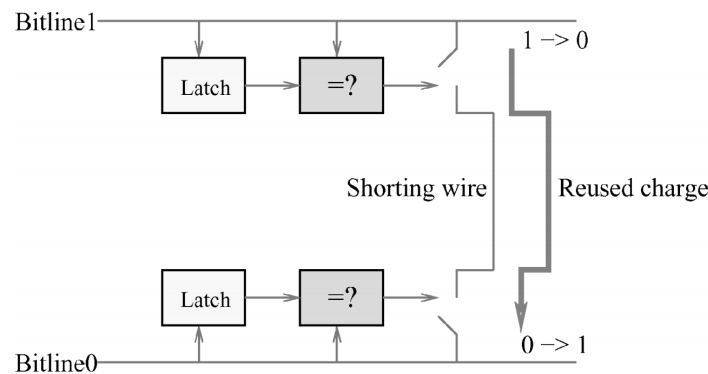 Bitline1
1 −> 0
Latch
=?
Shorting wire
Reused charge
Latch
=?
0 −> 1
Bitline0